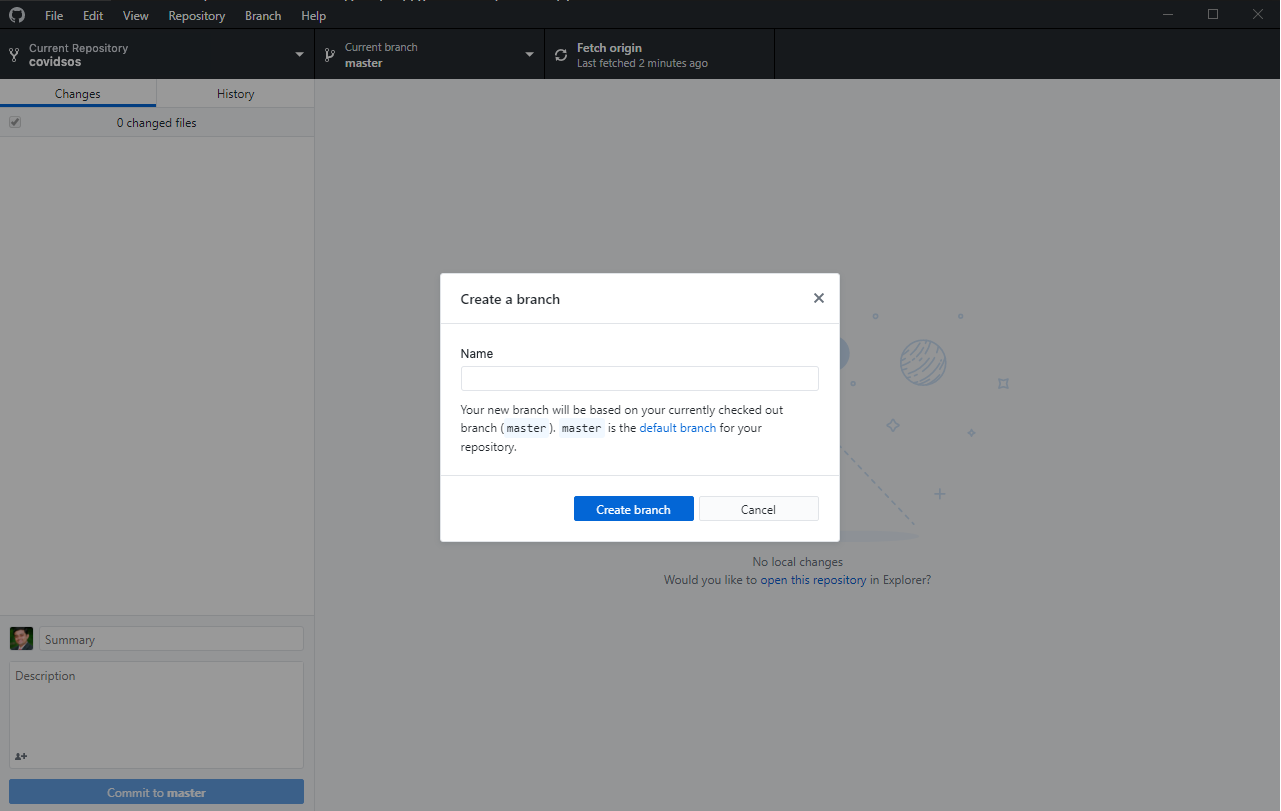 File Edit View Repository Branch Help
Current Repository
covidsos
Current branch
master
Fetch origin
Last fetched 2 minutes ago
Changes History
0 changed files
Create a branch
Name
Your new branch will be based on your currently checked out
branch (master). master is the default branch for your
repository.
Create branch Cancel
No local changes
Would you like to open this repository in Explorer?
Summary
Description
Commit to master